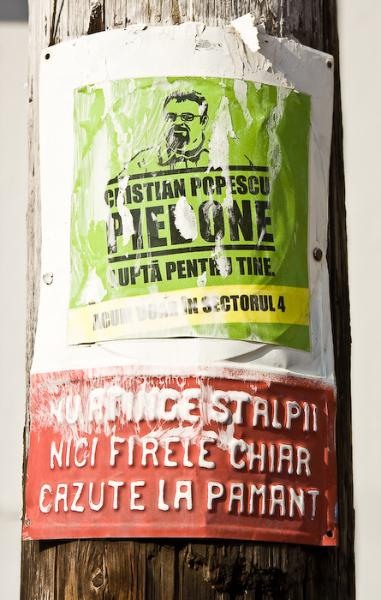 CRISTIAN POPESCU
PIEDONE
LUPTĂ PENTRU TINE.
ACUM DOAR ÎN SECTORUL 4
NU ATINGE STALPII
NICI FIRELE CHIAR
CAZUTE LA PAMANT